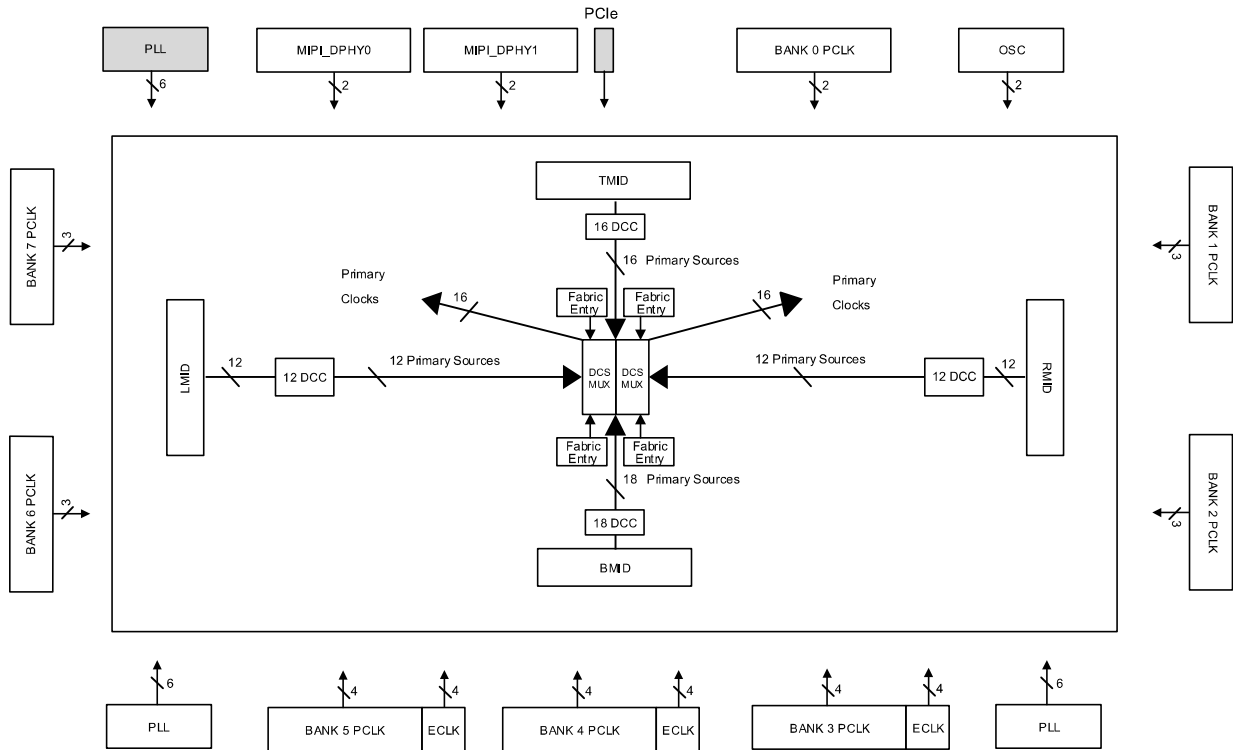 PCIe
PLL
MIPI_DPHY0
MIPI_DPHY1
BANK 0 PCLK
OSC
6
2
2
2
2
TMID
BANK 7 PCLK
3
BANK 1 PCLK
3
16 DCC
16 Primary Sources
Primary
Clocks
16
Fabric
Entry
Fabric
Entry
16
Primary
Clocks
LMID
12
12 DCC
12 Primary Sources
DCS
MUX
DCS
MUX
12 Primary Sources
12 DCC
12
RMID
Fabric
Entry
Fabric
Entry
18 Primary Sources
BANK 6 PCLK
3
BANK 2 PCLK
3
18 DCC
BMID
6
4
4
4
4
4
4
6
PLL
BANK 5 PCLK
ECLK
BANK 4 PCLK
ECLK
BANK 3 PCLK
ECLK
PLL